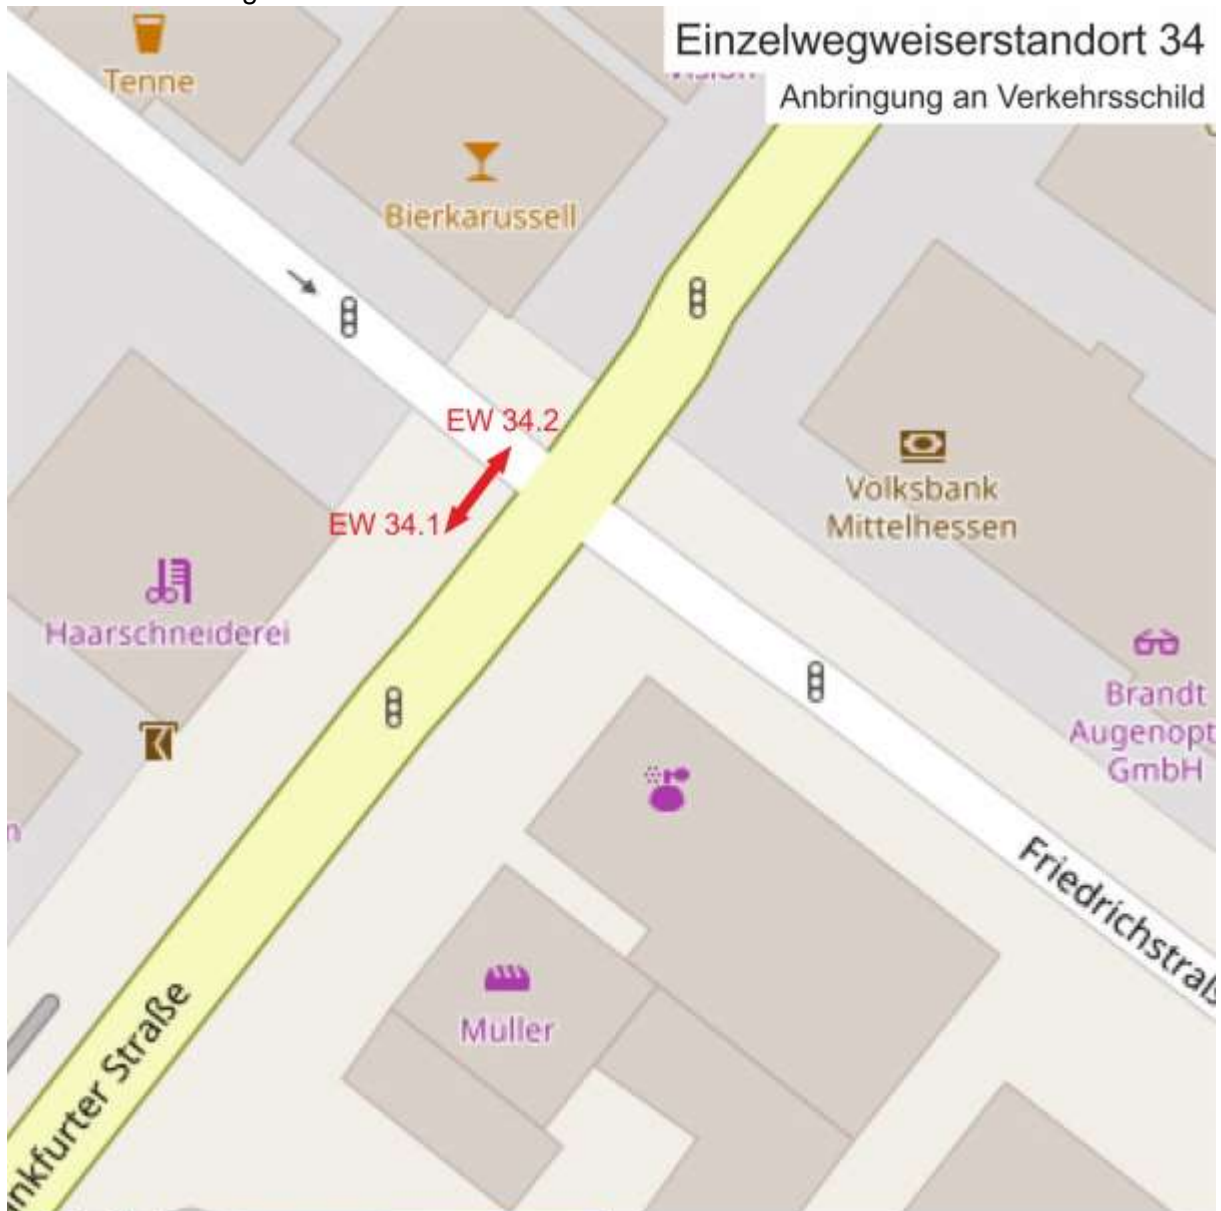 Einzelwegweiserstandort 34
Anbringung an Verkehrsschild
Tenne
Bierkarussell
EW 34.2
EW 34.1
Volksbank
Mittelhessen
Haarschneiderei
Brandt
Augenopt
GmbH
Friedrichstraß
Müller
nkfurter Straße